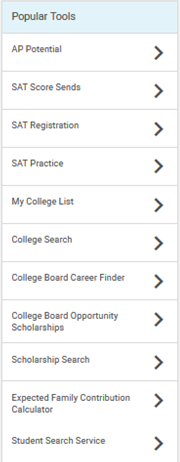 Popular Tools
AP Potential
SAT Score Sends
SAT Registration
SAT Practice
My College List
College Search
College Board Career Finder
College Board Opportunity
Scholarships
Scholarship Search
Expected Family Contribution
Calculator
Student Search Service